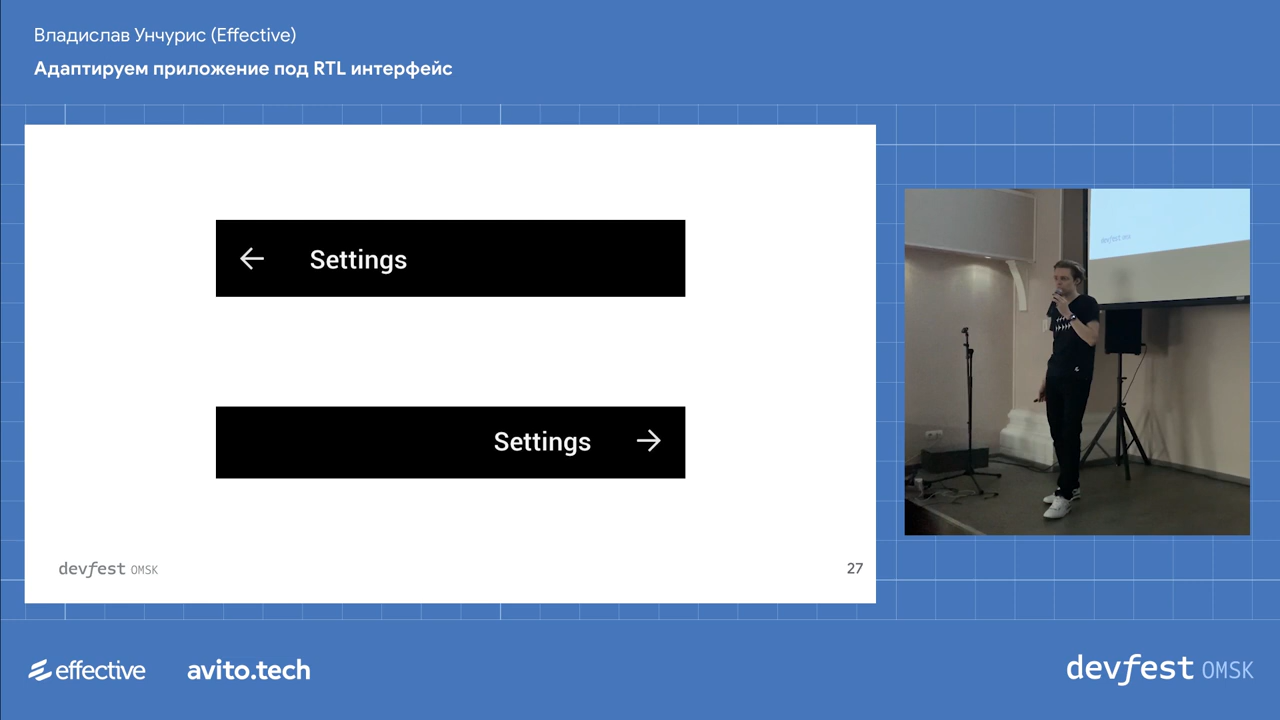 Владислав Унчурис (Effective)
Адаптируем приложение под RTL интерфейс
← Settings
Settings →
devfest OMSK
27
effective
avito.tech
devfest OMSK